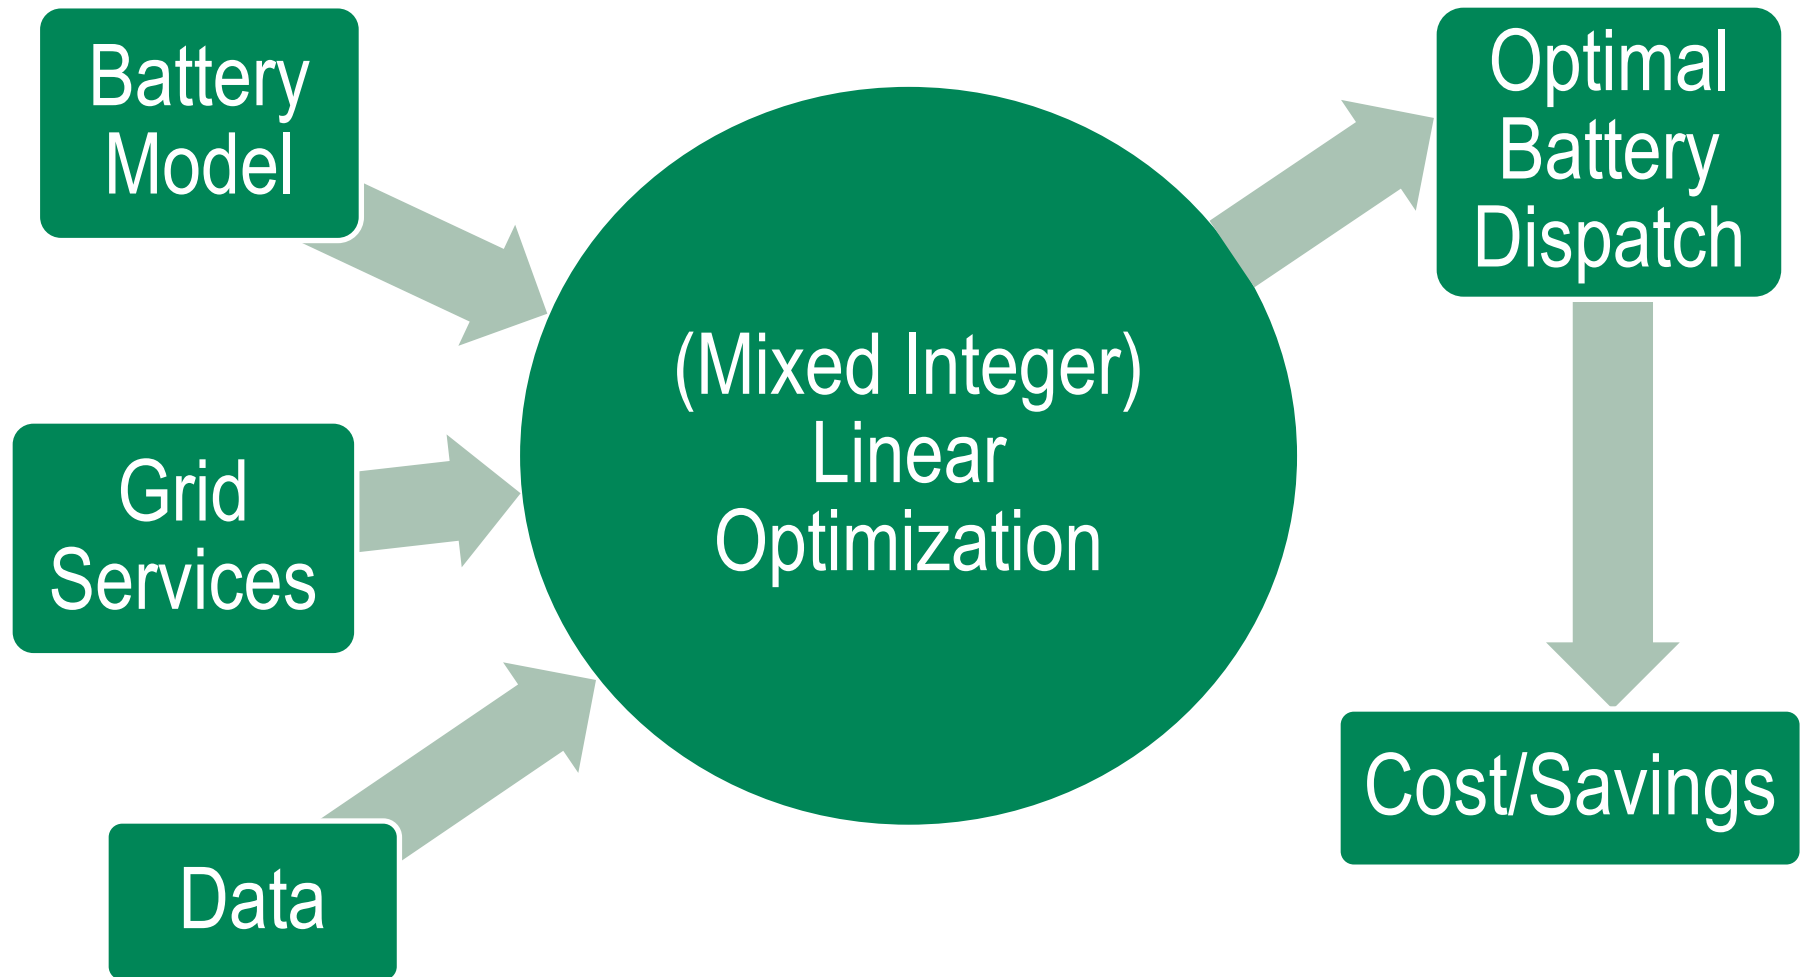 Battery
Model
Grid
Services
Data
(Mixed Integer)
Linear
Optimization
Optimal
Battery
Dispatch
Cost/Savings